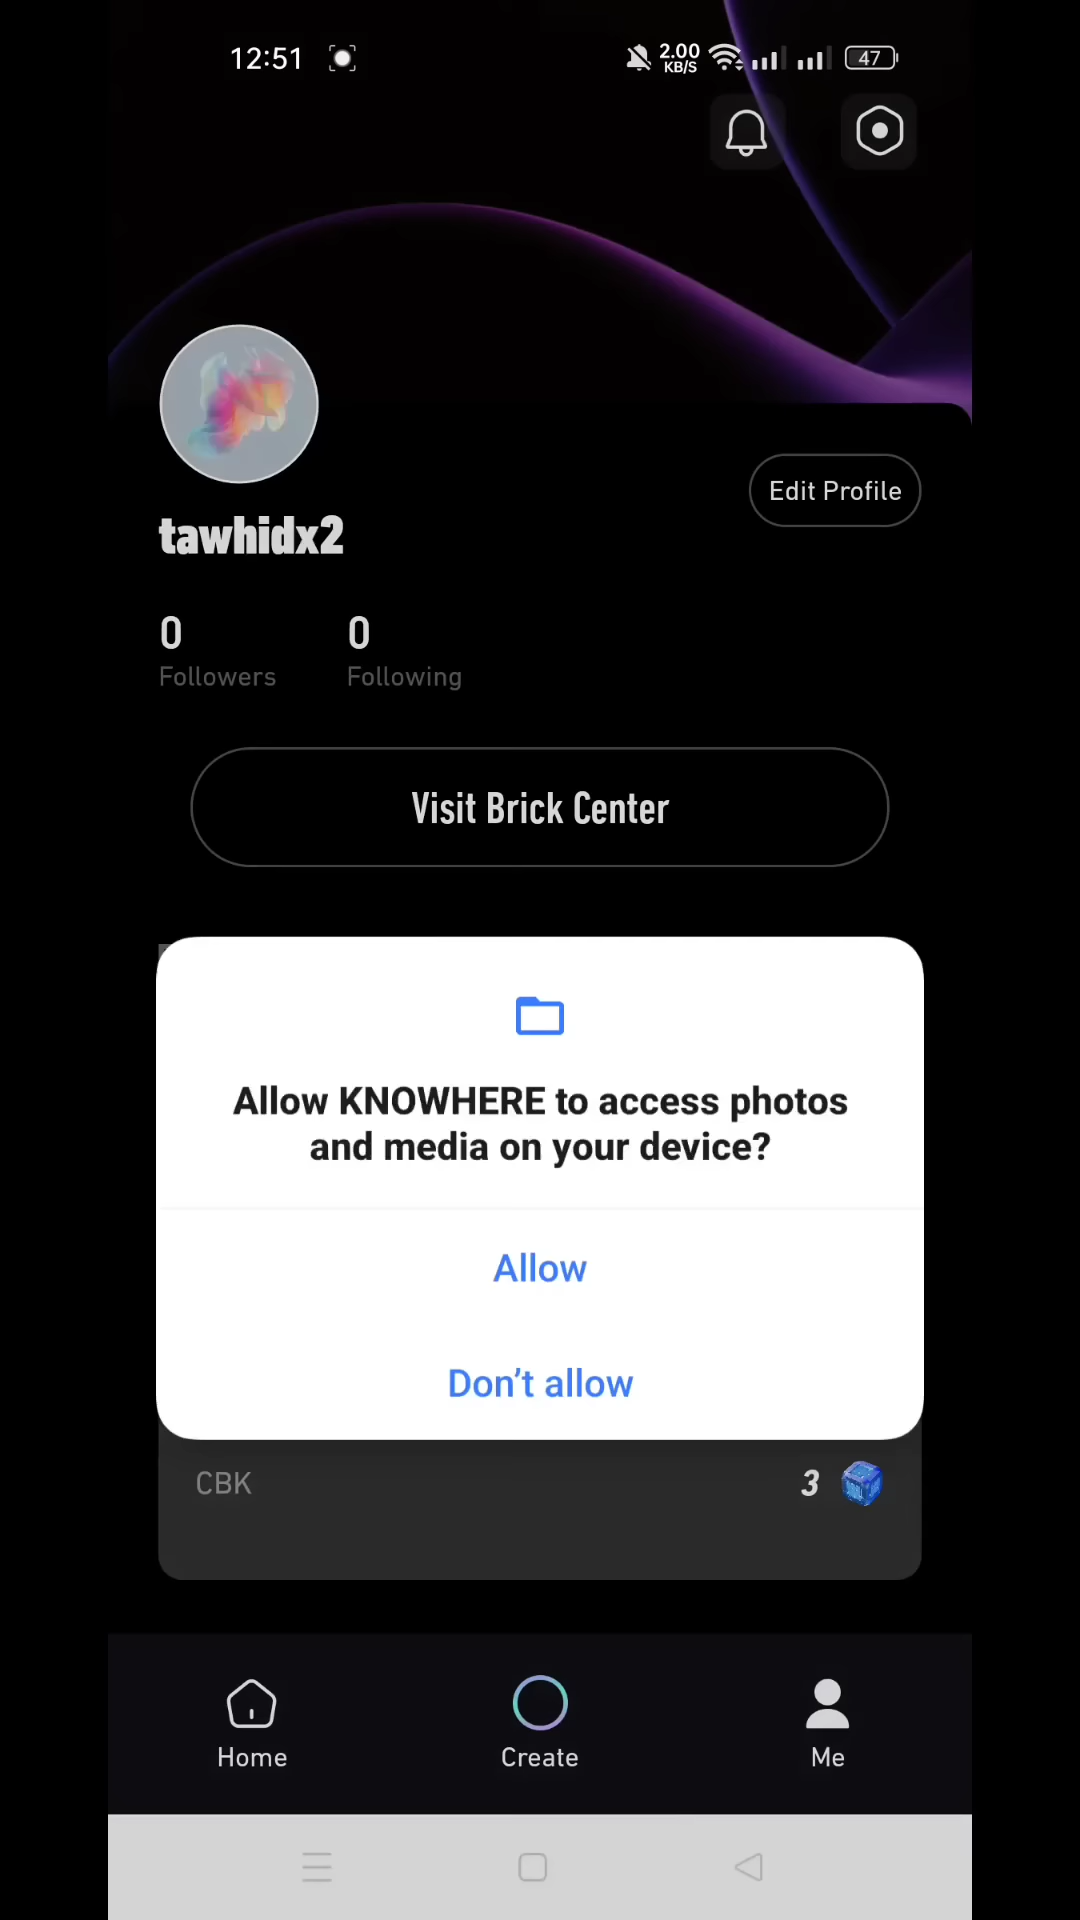 12:51
2.00
KB/S
47
Edit Profile
tawhidx2
0 0
Followers Following
Visit Brick Center
Allow KNOWHERE to access photos
and media on your device?
Allow
Don’t allow
CBK 3
Home Create Me